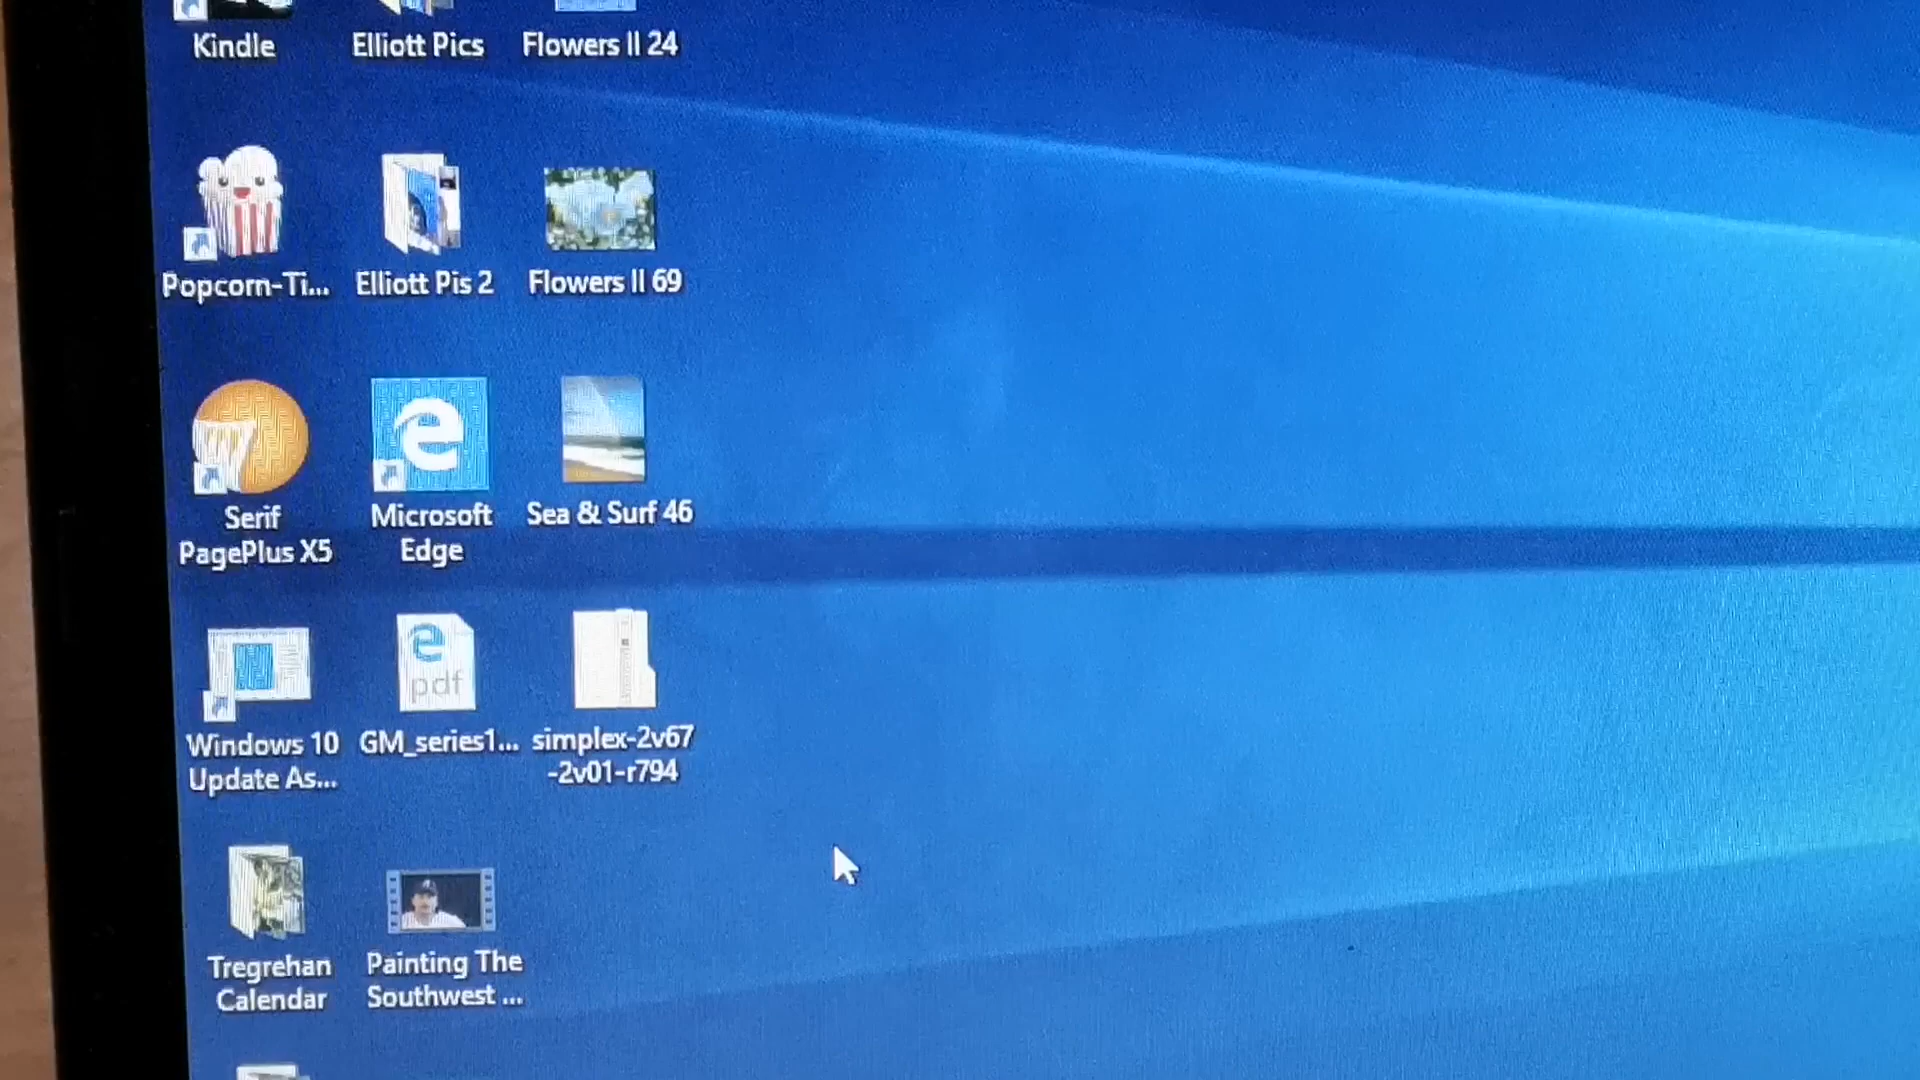 Kindle
Elliott Pics
Flowers II 24
Popcorn-Ti...
Elliott Pis 2
Flowers II 69
Serif
PagePlus X5
Microsoft
Edge
Sea & Surf 46
pdf
Windows 10
Update As...
GM_series1...
simplex-2v67
-2v01-r794
Tregrehan
Calendar
Painting The
Southwest ...